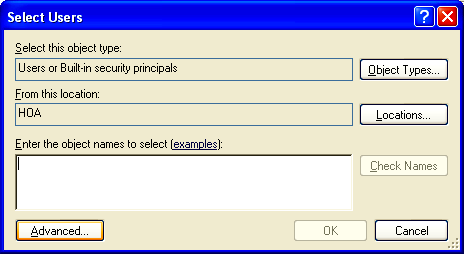 Select Users
Select this object type:
Users or Built-in security principals
Object Types...
From this location:
HOA
Locations...
Enter the object names to select (examples):
Check Names
Advanced...
OK
Cancel